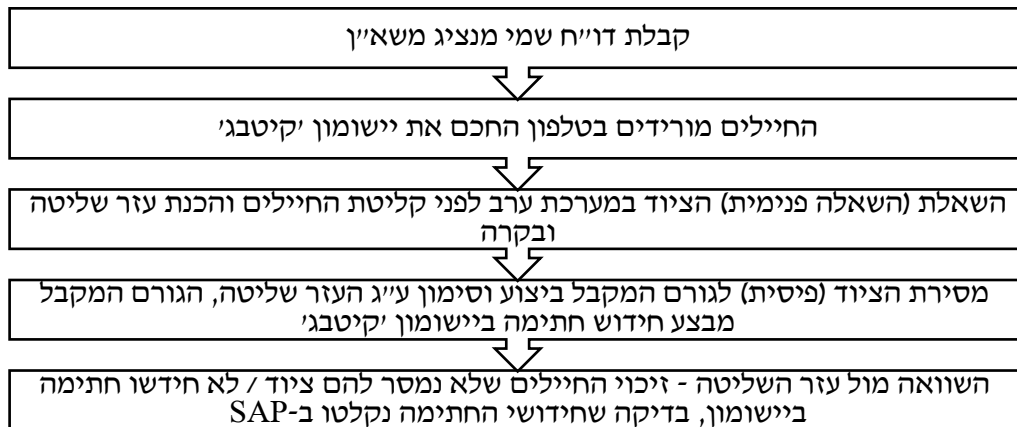 קבלת דו״ח שמי מנציג משא״ן
החיילים מורידים בטלפון החכם את יישומון ׳קיטבג׳
השאלת (השאלה פנימית) הציוד במערכת ערב לפני קליטת החיילים והכנת עזר שליטה
ובקרה
מסירת הציוד (פיסית) לגורם המקבל ביצוע וסימון ע״ג העזר שליטה, הגורם המקבל
מבצע חידוש חתימה ביישומון ׳קיטבג׳
השוואה מול עזר השליטה - זיכוי החיילים שלא נמסר להם ציוד / לא חידשו חתימה
ביישומון, בדיקה שחידושי החתימה נקלטו ב-SAP